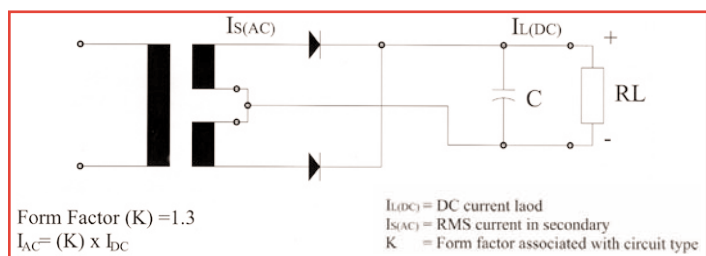 IS(AC)
IL(DC)
+
C
RL
-
Form Factor (K) =1.3
IAC= (K) x IDC
IL(DC) = DC current laod
IS(AC) = RMS current in secondary
K = Form factor associated with circuit type